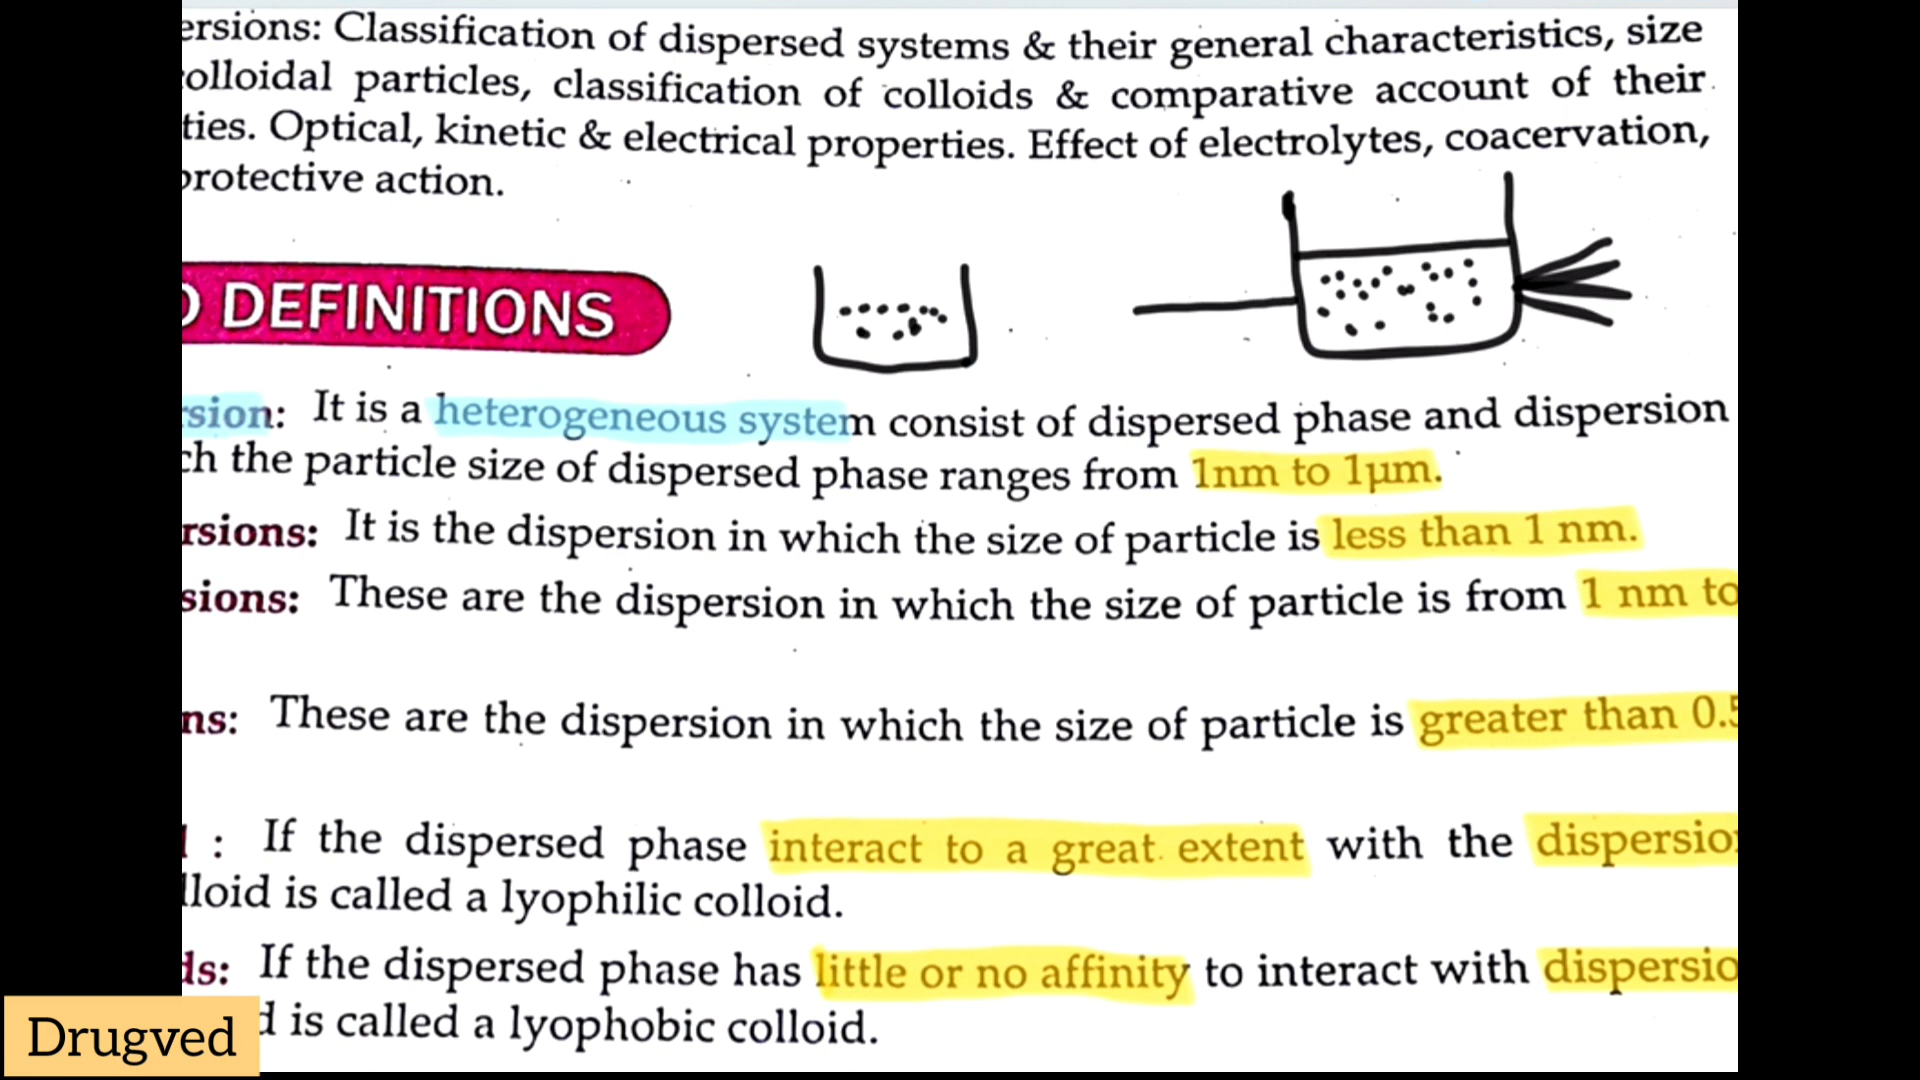 ersions: Classification of dispersed systems & their general characteristics, size
olloidal particles, classification of colloids & comparative account of their
ties. Optical, kinetic & electrical properties. Effect of electrolytes, coacervation,
protective action.
DEFINITIONS
rsion: It is a heterogeneous system consist of dispersed phase and dispersion
ch the particle size of dispersed phase ranges from 1nm to 1μm.
rsions: It is the dispersion in which the size of particle is less than 1 nm.
sions: These are the dispersion in which the size of particle is from 1 nm to
ns: These are the dispersion in which the size of particle is greater than 0.5
: If the dispersed phase interact to a great extent with the dispersio
lloid is called a lyophilic colloid.
ds: If the dispersed phase has little or no affinity to interact with dispersio
d is called a lyophobic colloid.
Drugved